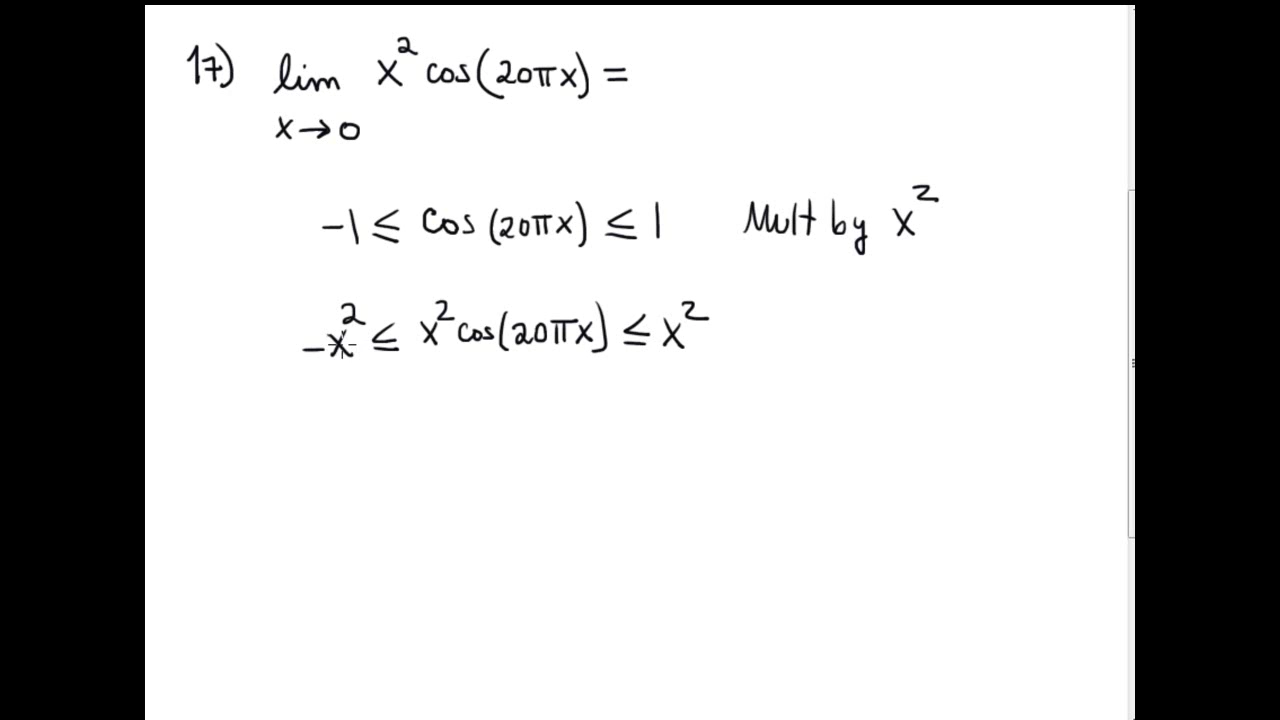 17) lim x² cos(20πx) =
x→0
-1 ≤ cos(20πx) ≤ 1 Mult by x²
-x² ≤ x² cos(20πx) ≤ x²